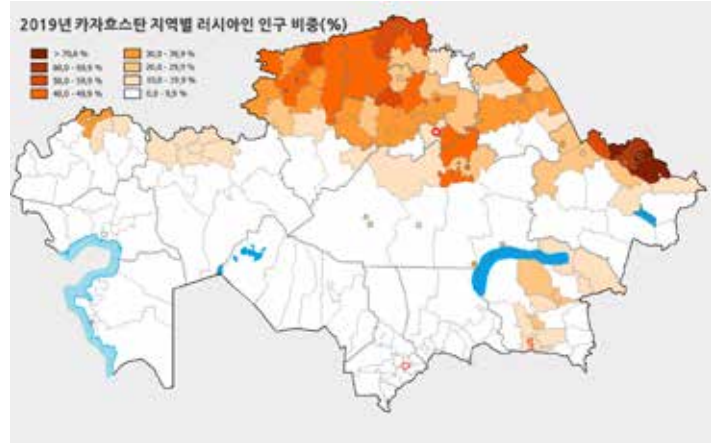 2019년 카자흐스탄 지역별 러시아인 인구 비중(%)
> 70,0 %
60,0 - 69,9 %
50,0 - 59,9 %
40,0 - 49,9 %
30,0 - 39,9 %
20,0 - 29,9 %
10,0 - 19,9 %
0,0 - 9,9 %